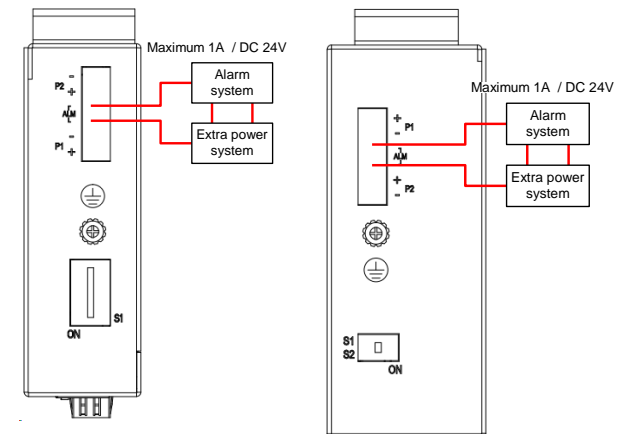 Maximum 1A / DC 24V
Alarm
system
Extra power
system
-
P2
+
ALM
-
P1
+
S1
ON
Maximum 1A / DC 24V
Alarm
system
Extra power
system
+
P1
-
ALM
+
P2
-
S1
S2
ON